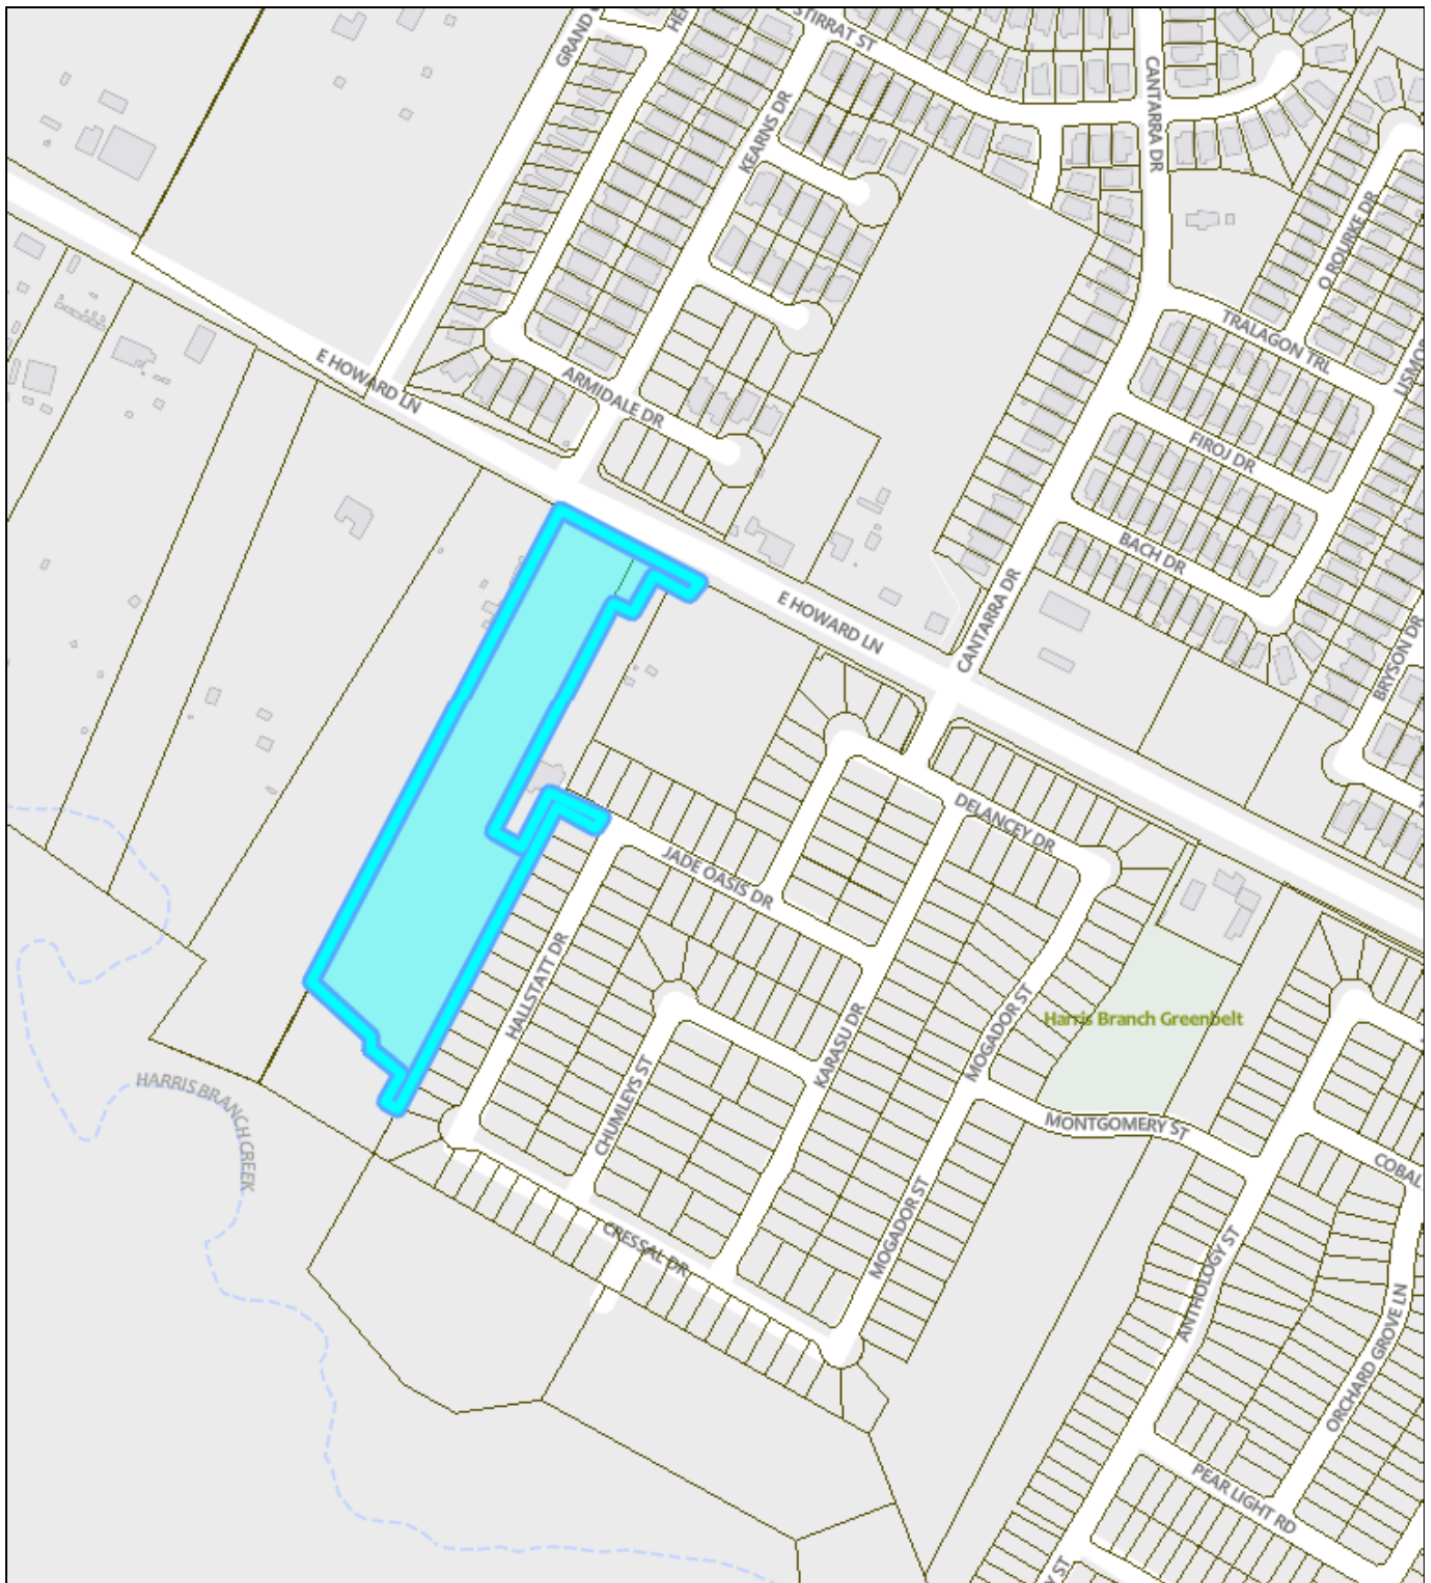 GRAND
STIRRAT ST
CANTARRA DR
KEARNS DR
O ROURKE DR
TRALAGON TRL
E HOWARD LN
ARMIDALE DR
FIROJ DR
BACH DR
E HOWARD LN
CANTARRA DR
BRYSON DR
DELANCEY DR
JADE OASIS DR
HALLSTATT DR
MOGADOR ST
Harris Branch Greenbelt
KARASU DR
CHUMLEYS ST
HARRIS BRANCH CREEK
MONTGOMERY ST
COBAL
MOGADOR ST
CRESSAL DR
ANTHOLOGY ST
ORCHARD GROVE LN
PEAR LIGHT RD
Y ST